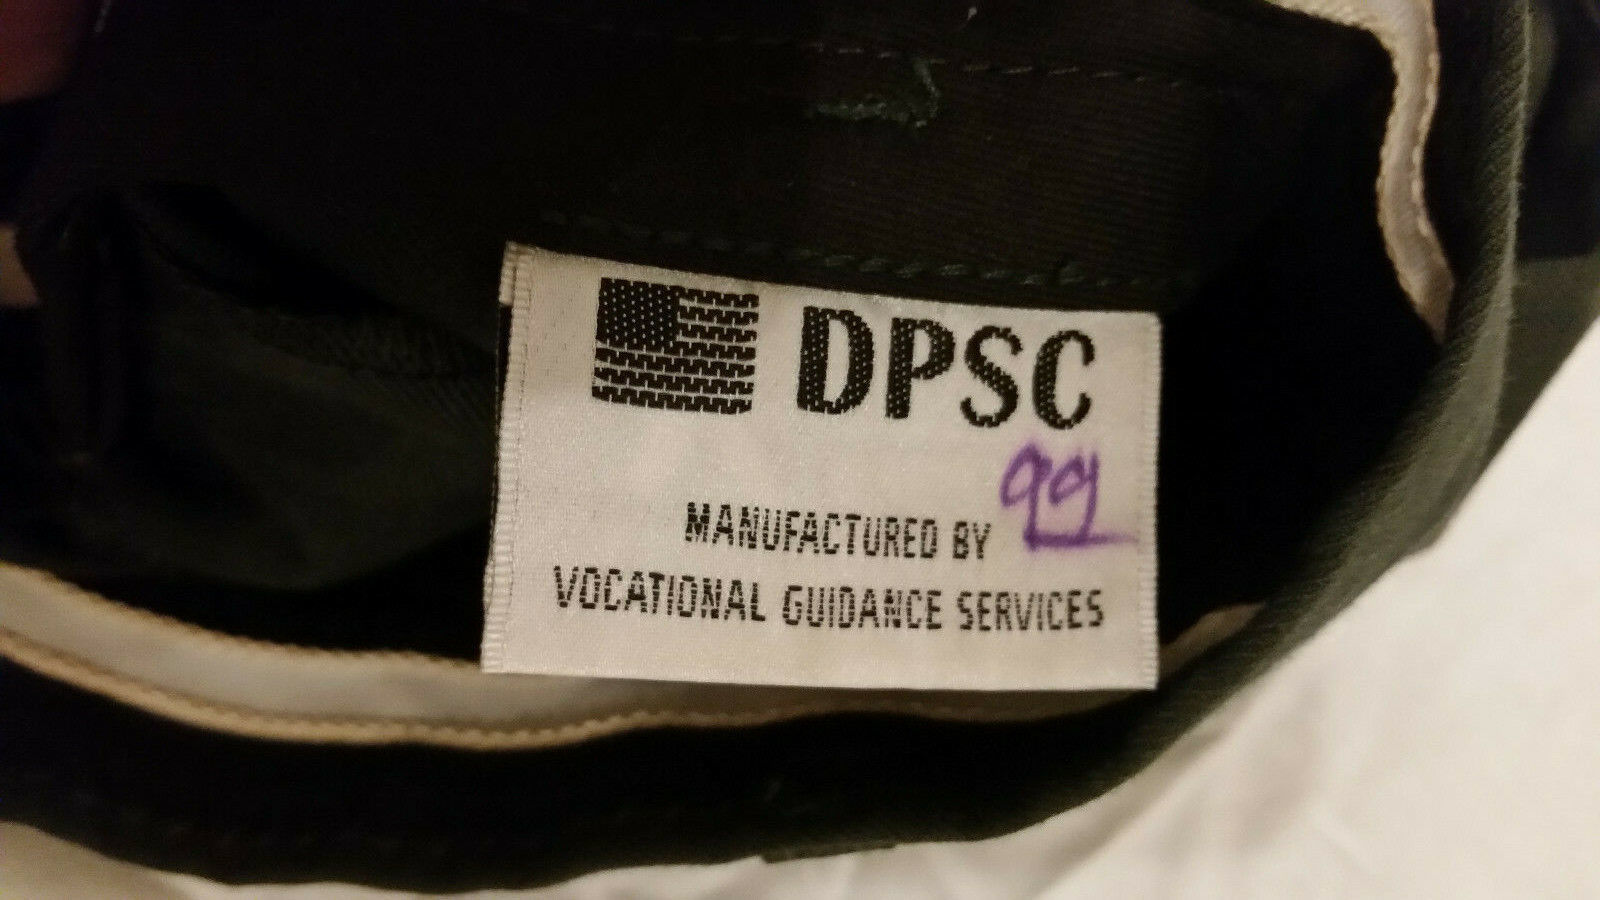 DPSC
99
MANUFACTURED BY
VOCATIONAL GUIDANCE SERVICES